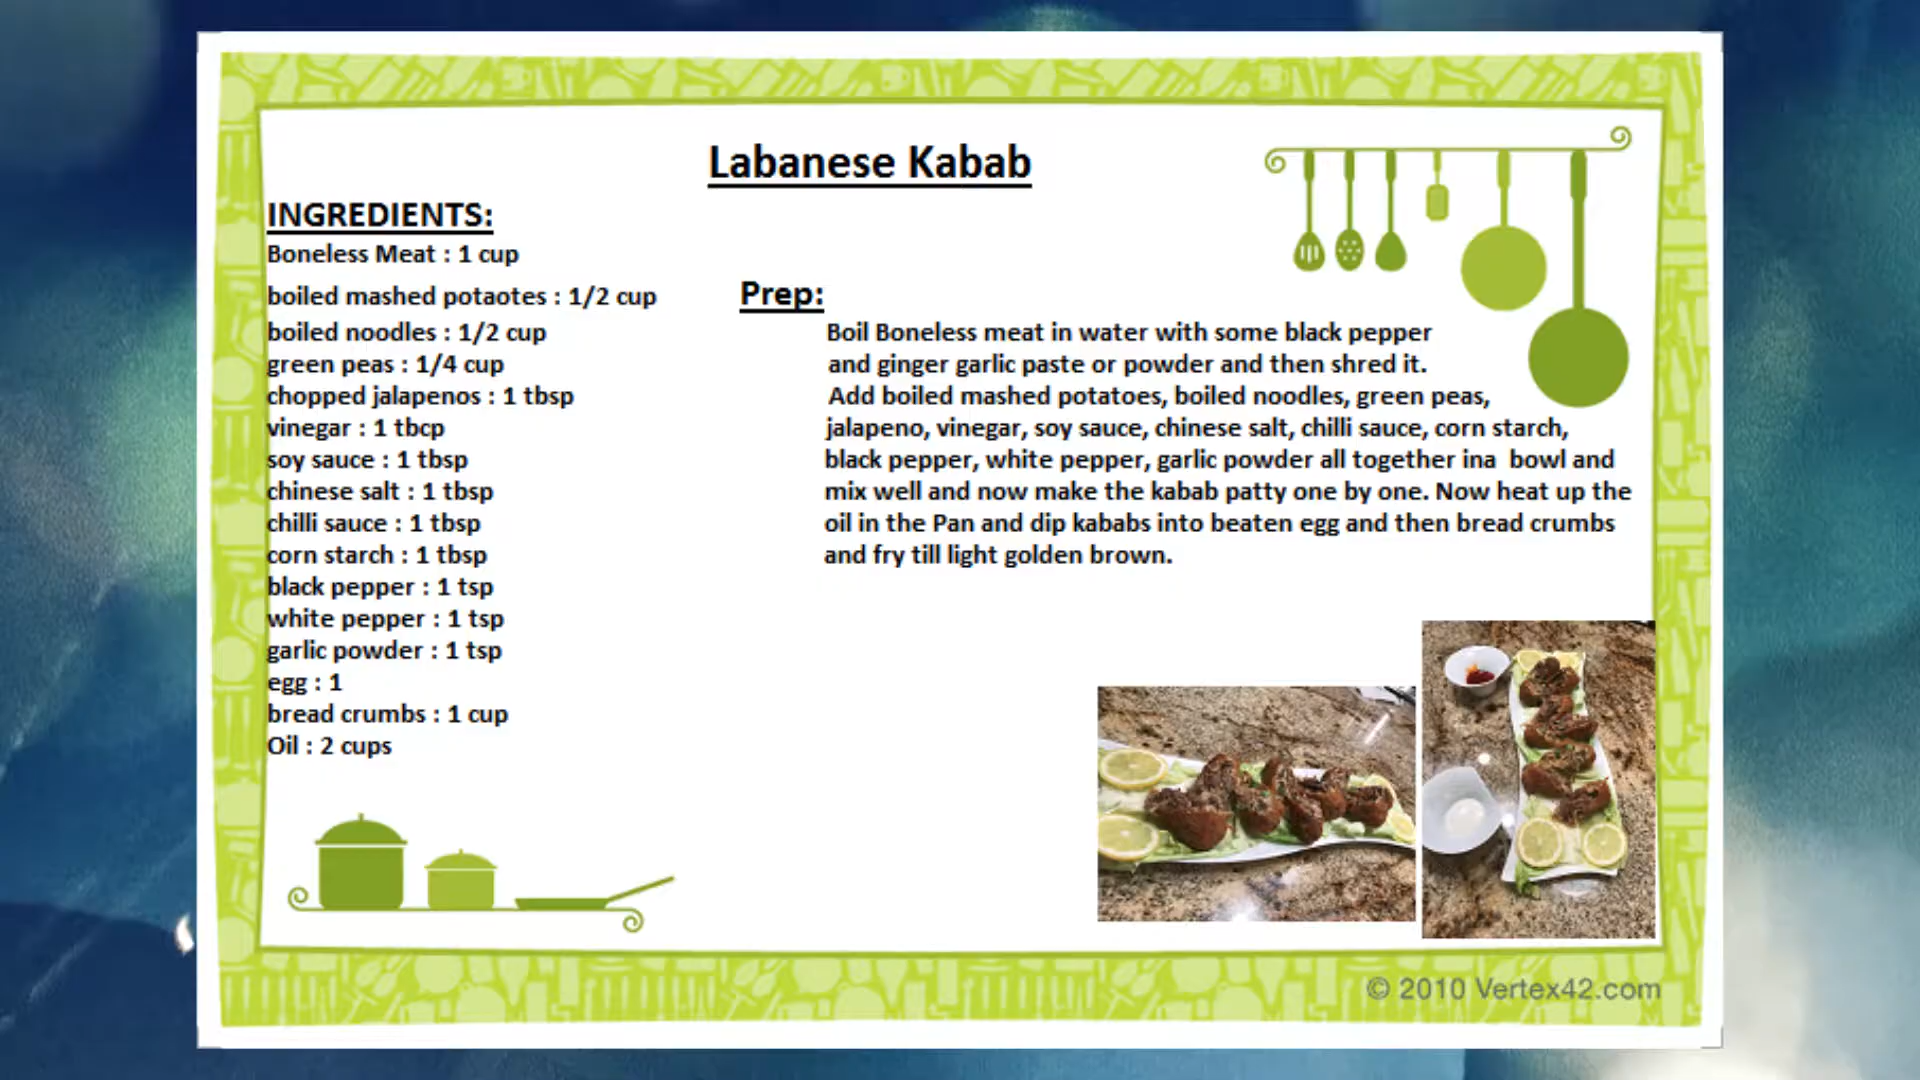 Labanese Kabab
INGREDIENTS:
Boneless Meat : 1 cup
boiled mashed potaotes : 1/2 cup
boiled noodles : 1/2 cup
green peas : 1/4 cup
chopped jalapenos : 1 tbsp
vinegar : 1 tbcp
soy sauce : 1 tbsp
chinese salt : 1 tbsp
chilli sauce : 1 tbsp
corn starch : 1 tbsp
black pepper : 1 tsp
white pepper : 1 tsp
garlic powder : 1 tsp
egg : 1
bread crumbs : 1 cup
Oil : 2 cups
Prep:
Boil Boneless meat in water with some black pepper
and ginger garlic paste or powder and then shred it.
Add boiled mashed potatoes, boiled noodles, green peas,
jalapeno, vinegar, soy sauce, chinese salt, chilli sauce, corn starch,
black pepper, white pepper, garlic powder all together ina bowl and
mix well and now make the kabab patty one by one. Now heat up the
oil in the Pan and dip kababs into beaten egg and then bread crumbs
and fry till light golden brown.
© 2010 Vertex42.com